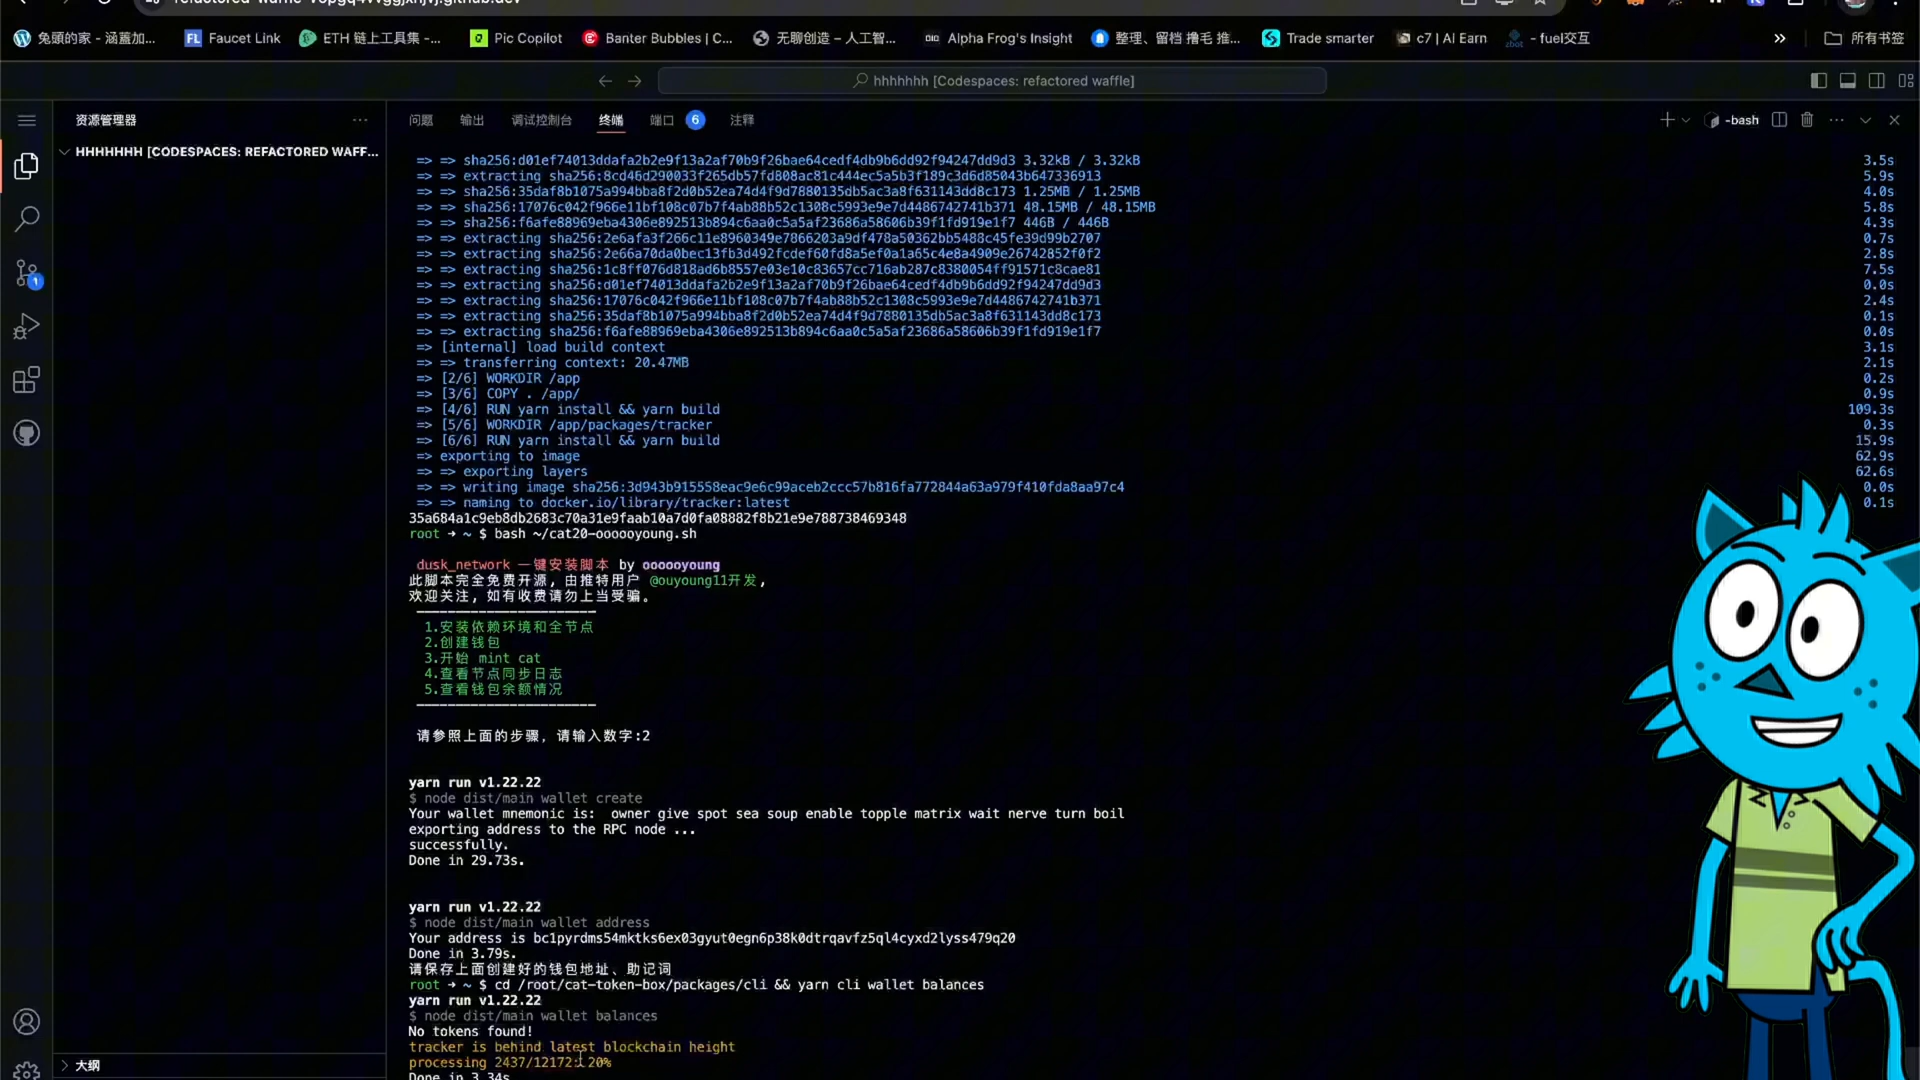 兔頭的家 - 涵蓋加...
Faucet Link
ETH 链上工具集 -...
Pic Copilot
Banter Bubbles | C...
无聊创造 – 人工智...
Alpha Frog's Insight
整理、留档 撸毛 推...
Trade smarter
c7 | AI Earn
- fuel交互
所有书签
hhhhhhh [Codespaces: refactored waffle]
资源管理器
问题
输出
调试控制台
终端
端口
6
注释
-bash
HHHHHHH [CODESPACES: REFACTORED WAFF...
=> => sha256:d01ef74013ddafa2b2e9f13a2af70b9f26bae64cedf4db9b6dd92f94247dd9d3 3.32kB / 3.32kB 3.5s
=> => extracting sha256:8cd46d290033f265db57fd808ac81c444ec5a5b3f189c3d6d85043b647336913 5.9s
=> => sha256:35daf8b1075a994bba8f2d0b52ea74d4f9d7880135db5ac3a8f631143dd8c173 1.25MB / 1.25MB 4.0s
=> => sha256:17076c042f966e11bf108c07b7f4ab88b52c1308c5993e9e7d4486742741b371 48.15MB / 48.15MB 5.8s
=> => sha256:f6afe88969eba4306e892513b894c6aa0c5a5af23686a58606b39f1fd919e1f7 446B / 446B 4.3s
=> => extracting sha256:2e6afa3f266c11e8960349e7866203a9df478a50362bb5488c45fe39d99b2707 0.7s
=> => extracting sha256:2e66a70da0bec13fb3d492fcdef60fd8a5ef0a1a65c4e8a4909e26742852f0f2 2.8s
=> => extracting sha256:1c8ff076d818ad6b8557e03e10c83657cc716ab287c8380054ff91571c8cae81 7.5s
=> => extracting sha256:d01ef74013ddafa2b2e9f13a2af70b9f26bae64cedf4db9b6dd92f94247dd9d3 0.0s
=> => extracting sha256:17076c042f966e11bf108c07b7f4ab88b52c1308c5993e9e7d4486742741b371 2.4s
=> => extracting sha256:35daf8b1075a994bba8f2d0b52ea74d4f9d7880135db5ac3a8f631143dd8c173 0.1s
=> => extracting sha256:f6afe88969eba4306e892513b894c6aa0c5a5af23686a58606b39f1fd919e1f7 0.0s
=> [internal] load build context 3.1s
=> => transferring context: 20.47MB 2.1s
=> [2/6] WORKDIR /app 0.2s
=> [3/6] COPY . /app/ 0.9s
=> [4/6] RUN yarn install && yarn build 109.3s
=> [5/6] WORKDIR /app/packages/tracker 0.3s
=> [6/6] RUN yarn install && yarn build 15.9s
=> exporting to image 62.9s
=> => exporting layers 62.6s
=> => writing image sha256:3d943b915558eac9e6c99aceb2ccc57b816fa772844a63a979f410fda8aa97c4 0.0s
=> => naming to docker.io/library/tracker:latest 0.1s
35a684a1c9eb8db2683c70a31e9faab10a7d0fa08882f8b21e9e788738469348
root → ~ $ bash ~/cat20-oooooyoung.sh
dusk_network 一键安装脚本 by oooooyoung
此脚本完全免费开源, 由推特用户 @ouyoung11开发,
欢迎关注, 如有收费请勿上当受骗。
1.安装依赖环境和全节点
2.创建钱包
3.开始 mint cat
4.查看节点同步日志
5.查看钱包余额情况
请参照上面的步骤, 请输入数字:2
yarn run v1.22.22
$ node dist/main wallet create
Your wallet mnemonic is:  owner give spot sea soup enable topple matrix wait nerve turn boil
exporting address to the RPC node ...
successfully.
Done in 29.73s.
yarn run v1.22.22
$ node dist/main wallet address
Your address is bc1pyrdms54mktks6ex03gyut0egn6p38k0dtrqavfz5ql4cyxd2lyss479q20
Done in 3.79s.
请保存上面创建好的钱包地址、助记词
root → ~ $ cd /root/cat-token-box/packages/cli && yarn cli wallet balances
yarn run v1.22.22
$ node dist/main wallet balances
No tokens found!
tracker is behind latest blockchain height
processing 2437/12172: 20%
Done in 3.34s.
1
大纲